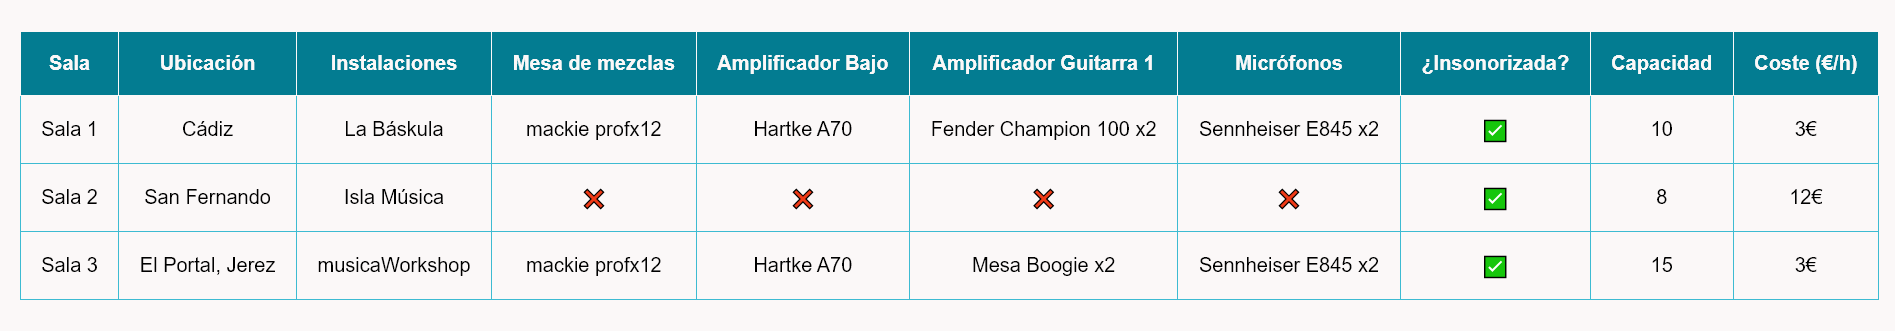 Sala Ubicación Instalaciones Mesa de mezclas Amplificador Bajo Amplificador Guitarra 1 Micrófonos ¿Insonorizada? Capacidad Coste (€/h)
Sala 1 Cádiz La Báskula mackie profx12 Hartke A70 Fender Champion 100 x2 Sennheiser E845 x2 ✅ 10 3€
Sala 2 San Fernando Isla Música ❌ ❌ ❌ ❌ ✅ 8 12€
Sala 3 El Portal, Jerez musicaWorkshop mackie profx12 Hartke A70 Mesa Boogie x2 Sennheiser E845 x2 ✅ 15 3€